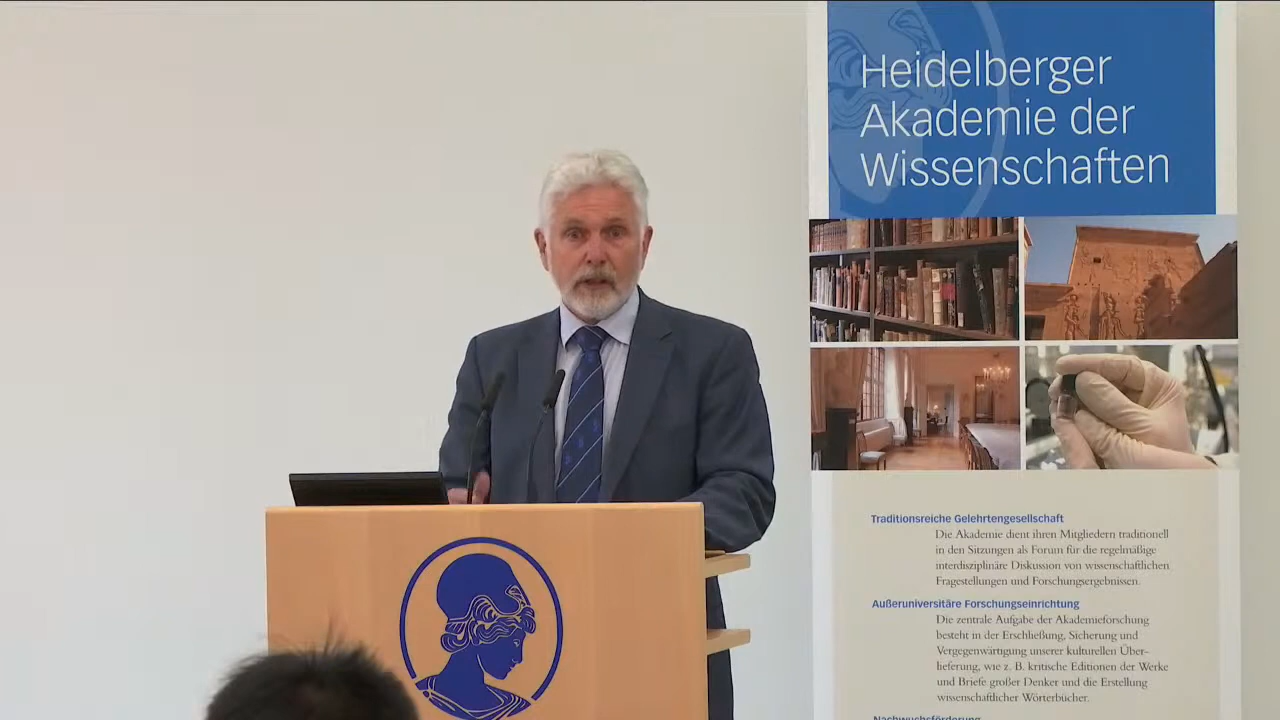 Heidelberger
Akademie der
Wissenschaften
Traditionsreiche Gelehrtengesellschaft
Die Akademie dient ihren Mitgliedern traditionell
in den Sitzungen als Forum für die regelmäßige
interdisziplinäre Diskussion von wissenschaftlichen
Fragestellungen und Forschungsergebnissen.
Außeruniversitäre Forschungseinrichtung
Die zentrale Aufgabe der Akademieforschung
besteht in der Erschließung, Sicherung und
Vergegenwärtigung unserer kulturellen Über-
lieferung, wie z. B. kritische Editionen der Werke
und Briefe großer Denker und die Erstellung
wissenschaftlicher Wörterbücher.
Nachwuchsförderung